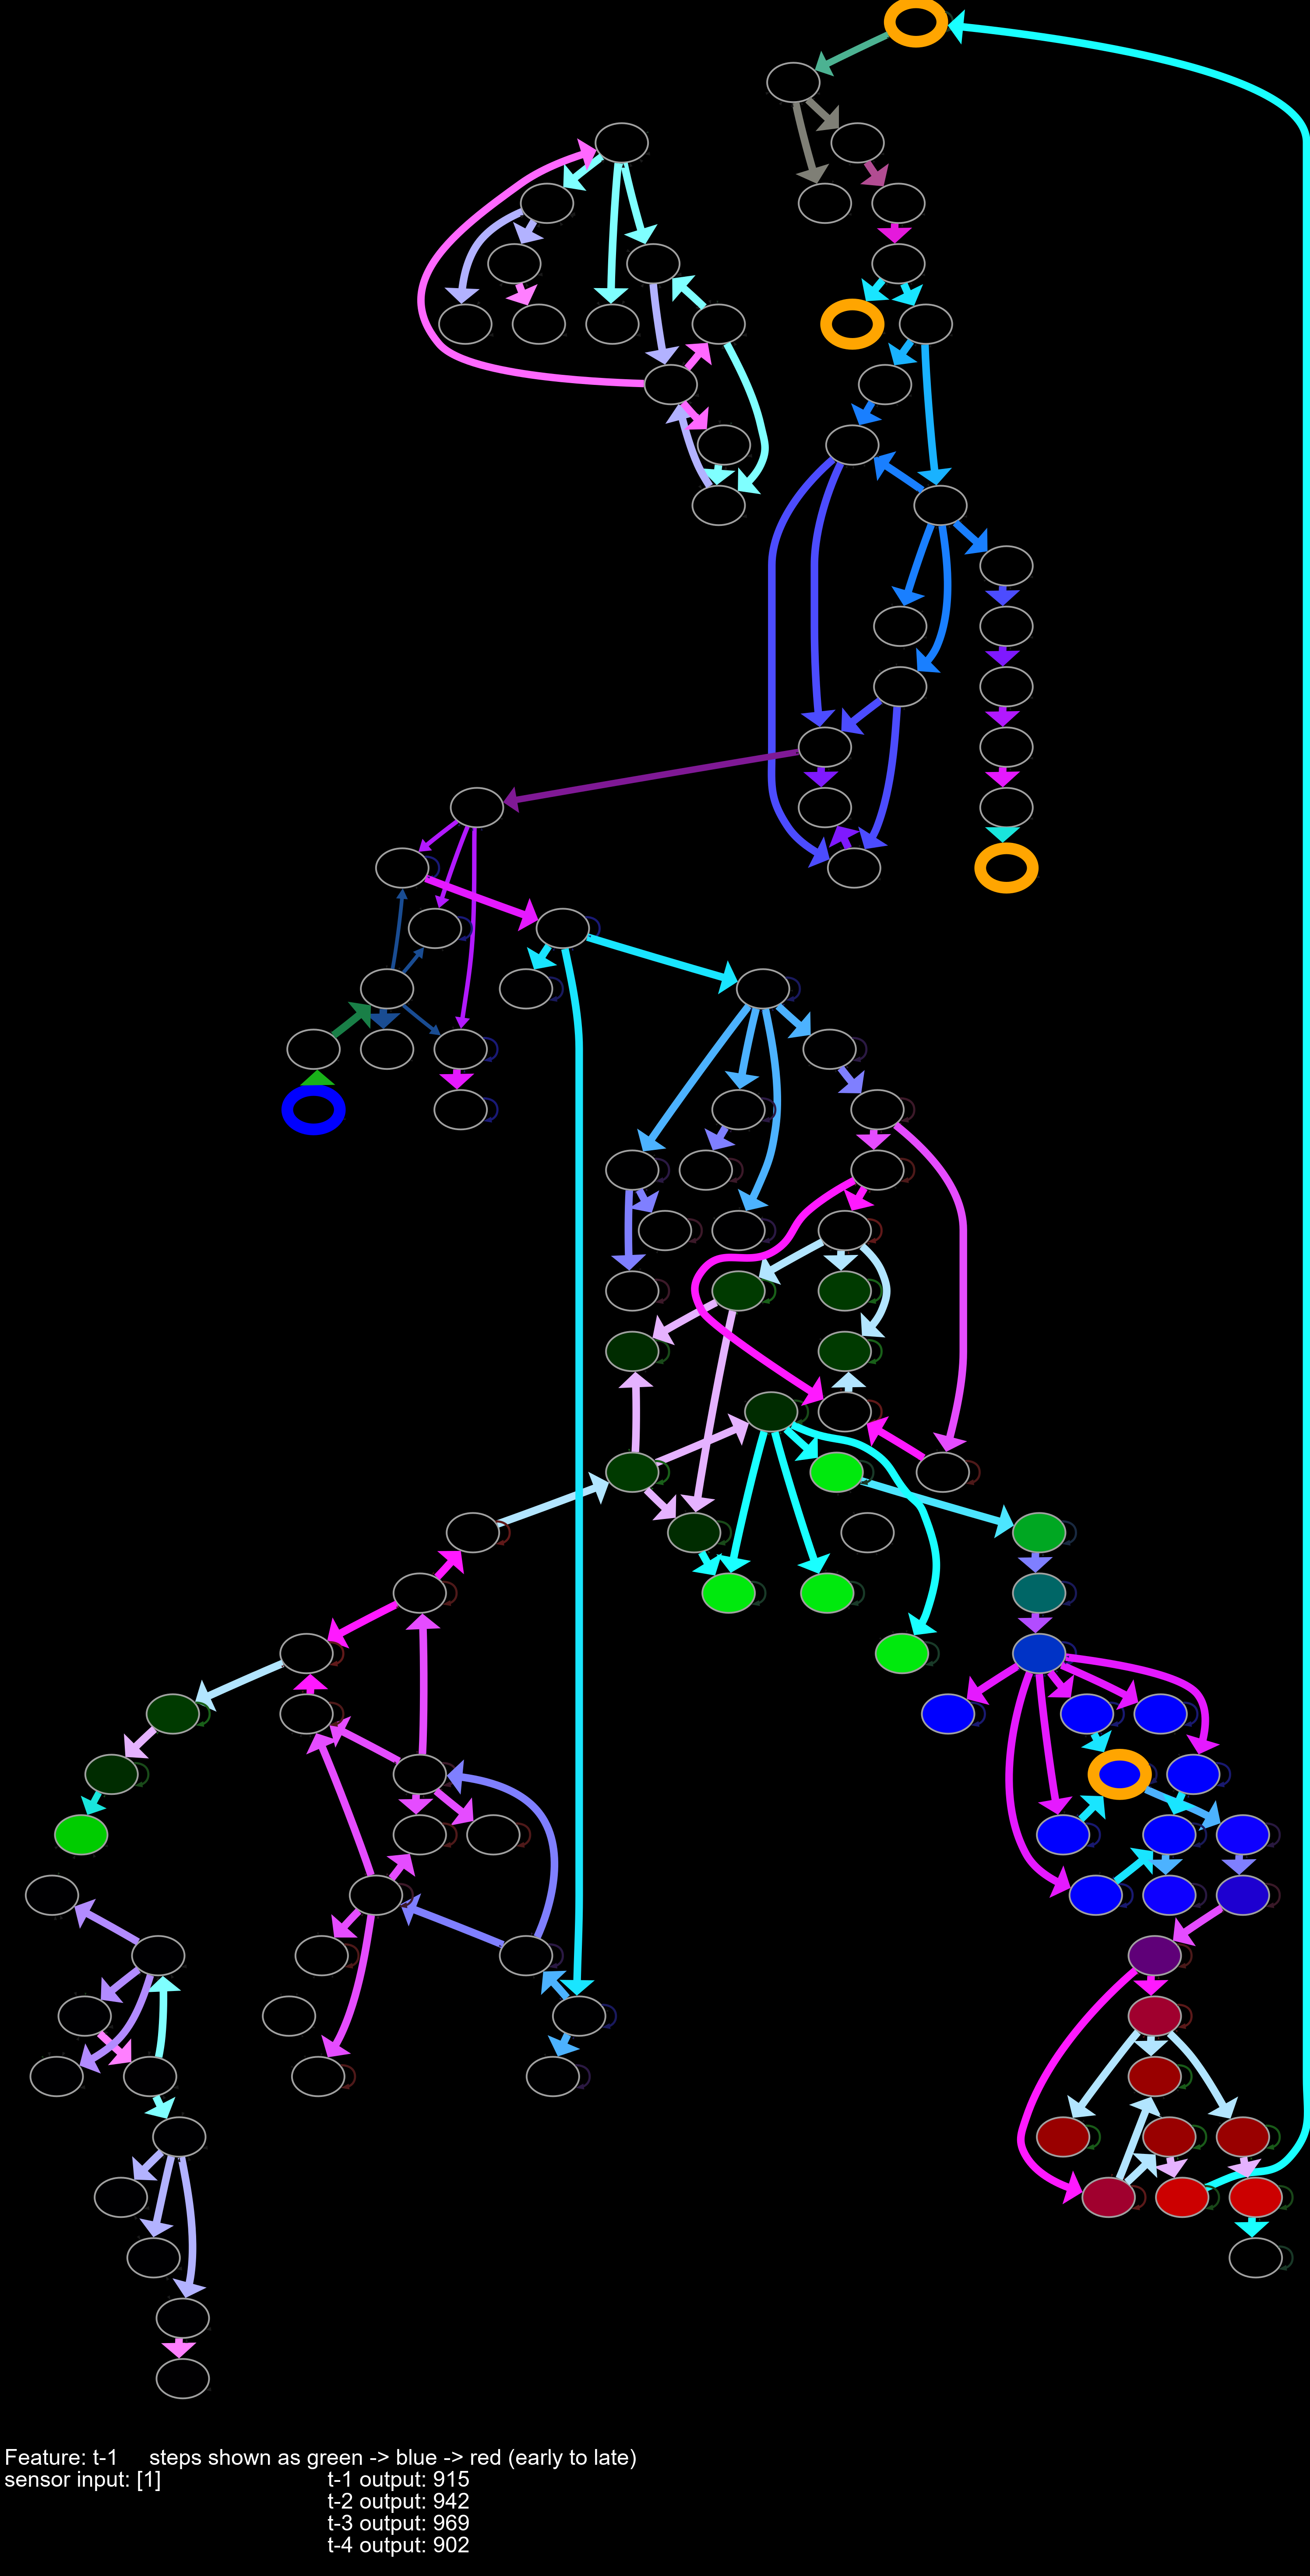 Feature: t-1 steps shown as green -> blue -> red (early to late)
sensor input: [1] t-1 output: 915
t-2 output: 942
t-3 output: 969
t-4 output: 902